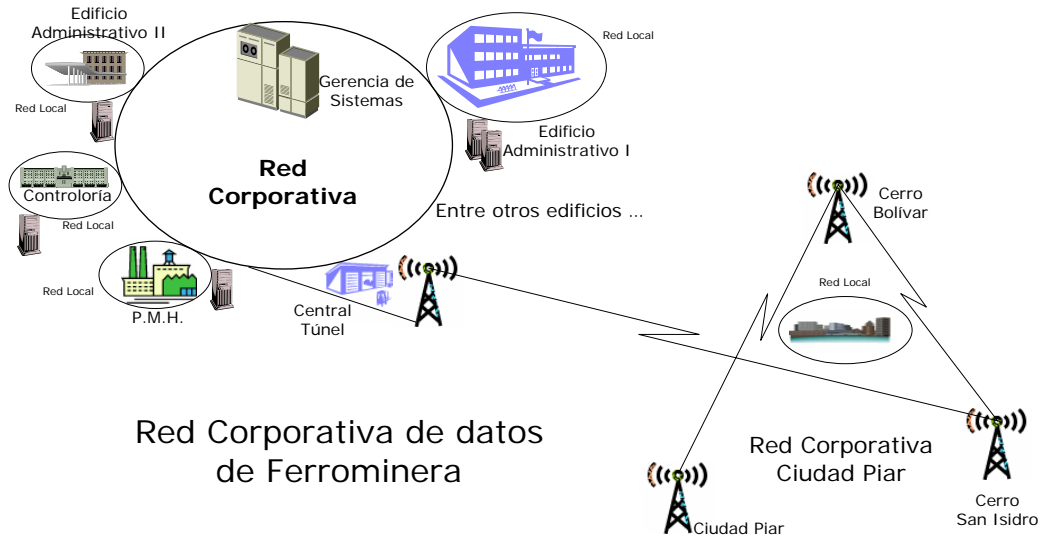 Edificio
Administrativo II
Red Local
Gerencia de
Sistemas
Red Local
Edificio
Administrativo I
Red
Corporativa
Controloría
Red Local
Entre otros edificios ...
Red Local
P.M.H.
Central
Túnel
Cerro
Bolívar
Red Local
Red Corporativa de datos
de Ferrominera
Red Corporativa
Ciudad Piar
Ciudad Piar
Cerro
San Isidro